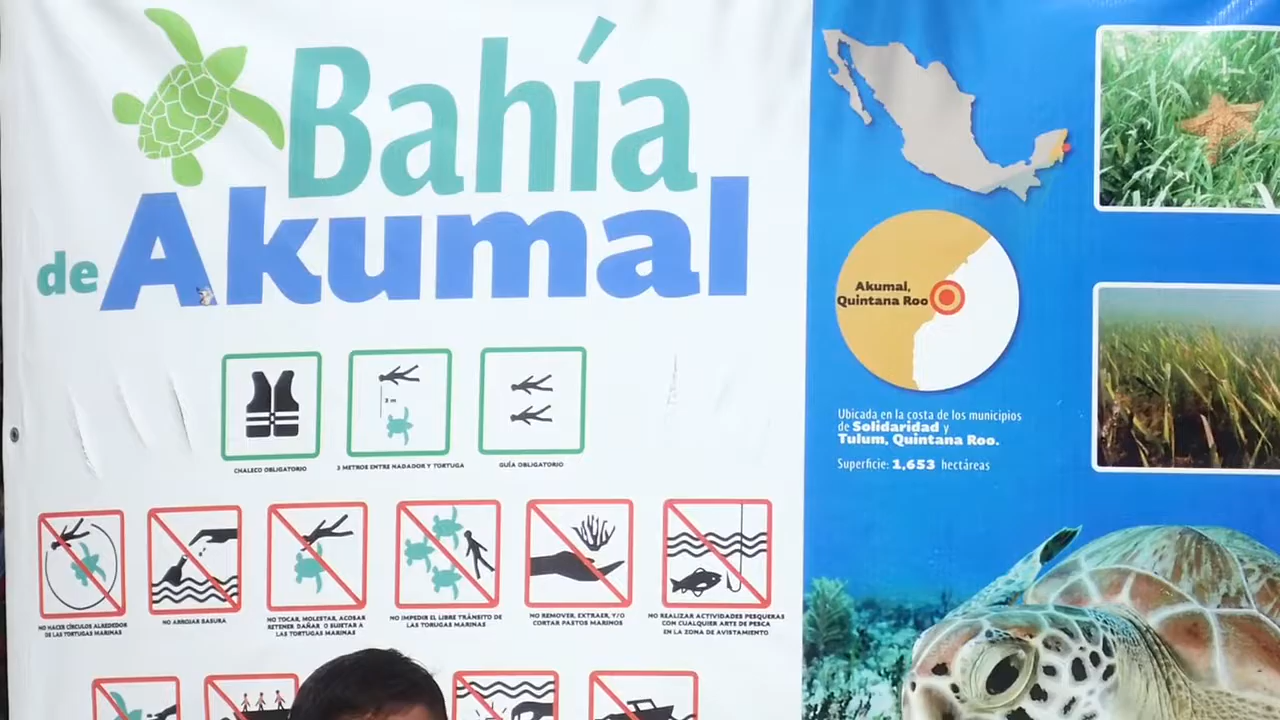 Bahía
de Akumal
3 m
CHALECO OBLIGATORIO
3 METROS ENTRE NADADOR Y TORTUGA
GUÍA OBLIGATORIO
NO HACER CÍRCULOS ALREDEDOR
DE LAS TORTUGAS MARINAS
NO ARROJAR BASURA
NO TOCAR, MOLESTAR, ACOSAR
RETENER DAÑAR O SUJETAR A
LAS TORTUGAS MARINAS
NO IMPEDIR EL LIBRE TRÁNSITO DE
LAS TORUGAS MARINAS
NO REMOVER, EXTRAER, Y/O
CORTAR PASTOS MARINOS
NO REALIZAR ACTIVIDADES PESQUERAS
CON CUALQUIER ARTE DE PESCA
EN LA ZONA DE AVISTAMIENTO
Akumal,
Quintana Roo
Ubicada en la costa de los municipios
de Solidaridad y
Tulum, Quintana Roo.
Superficie: 1,653 hectáreas